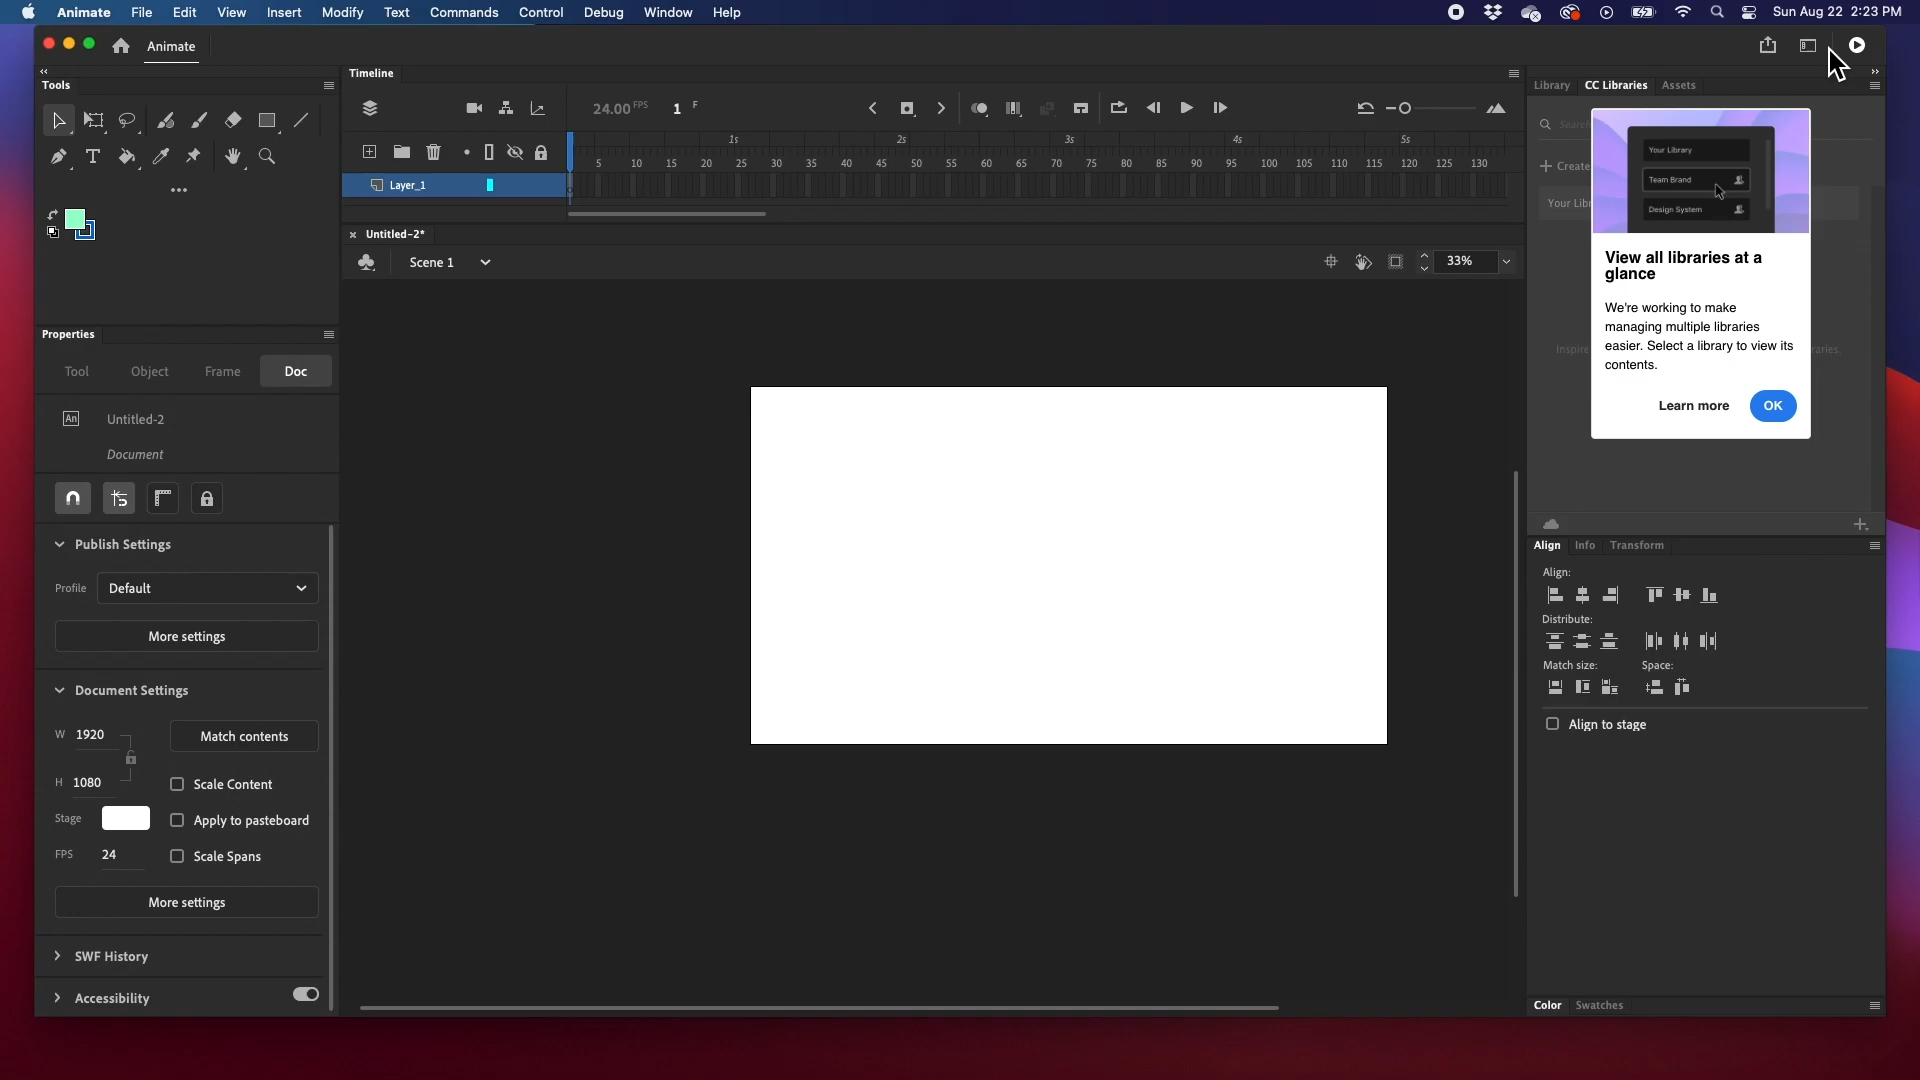 Animate File Edit View Insert Modify Text Commands Control Debug Window Help Sun Aug 22 2:23 PM
Animate
Tools
Timeline
Library CC Libraries Assets
24.00 FPS 1 F
1s 2s 3s 4s 5s
5 10 15 20 25 30 35 40 45 50 55 60 65 70 75 80 85 90 95 100 105 110 115 120 125 130
Layer_1
Untitled-2*
Scene 1
33%
Search
Create
Your Lib
Inspire
raries.
Your Library
Team Brand
Design System
View all libraries at a
glance
We're working to make
managing multiple libraries
easier. Select a library to view its
contents.
Learn more OK
Properties
Tool Object Frame Doc
An Untitled-2
Document
Publish Settings
Profile Default
More settings
Document Settings
W 1920 Match contents
H 1080 Scale Content
Stage Apply to pasteboard
FPS 24 Scale Spans
More settings
SWF History
Accessibility
Align Info Transform
Align:
Distribute:
Match size: Space:
Align to stage
Color Swatches